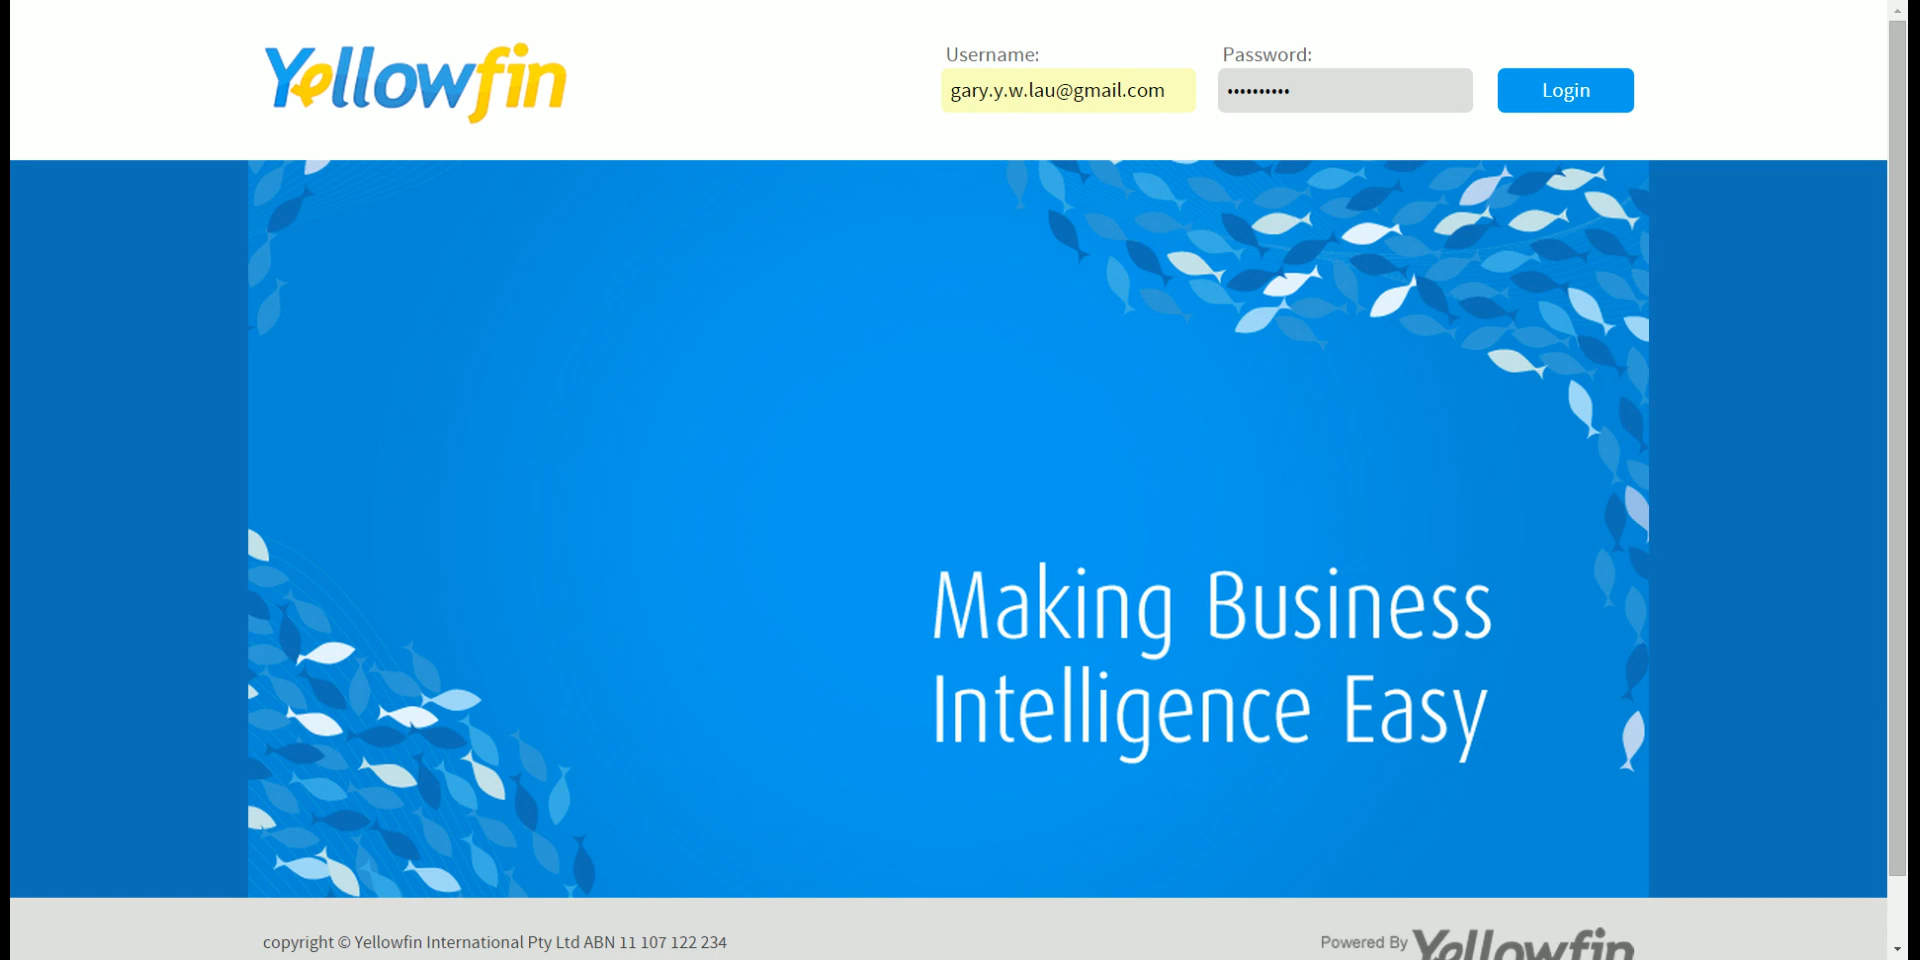 Yellowfin
Username:
Password:
gary.y.w.lau@gmail.com
••••••••••
Login
Making Business
Intelligence Easy
copyright © Yellowfin International Pty Ltd ABN 11 107 122 234
Powered By Yellowfin